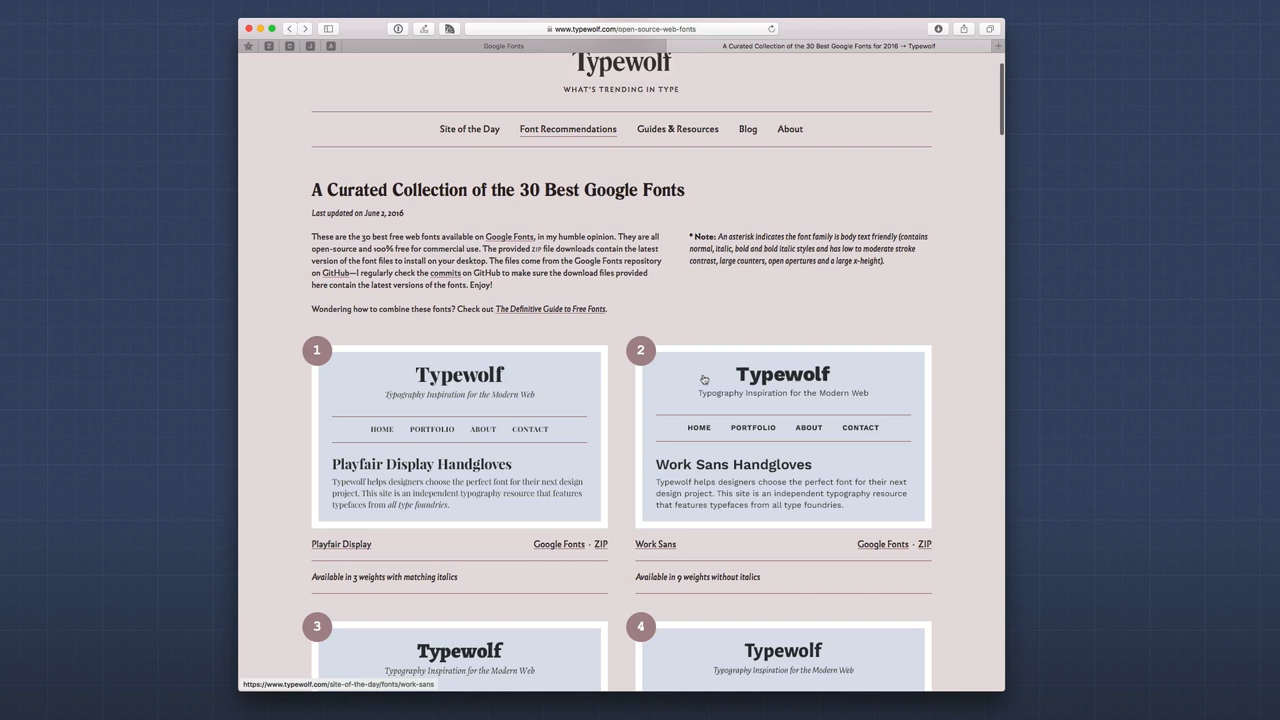 www.typewolf.com/open-source-web-fonts
Google Fonts
A Curated Collection of the 30 Best Google Fonts for 2016 → Typewolf
Typewolf
WHAT'S TRENDING IN TYPE
Site of the Day
Font Recommendations
Guides & Resources
Blog
About
A Curated Collection of the 30 Best Google Fonts
Last updated on June 2, 2016
These are the 30 best free web fonts available on Google Fonts, in my humble opinion. They are all
open-source and 100% free for commercial use. The provided ZIP file downloads contain the latest
version of the font files to install on your desktop. The files come from the Google Fonts repository
on GitHub—I regularly check the commits on GitHub to make sure the download files provided
here contain the latest versions of the fonts. Enjoy!
Wondering how to combine these fonts? Check out The Definitive Guide to Free Fonts.
* Note: An asterisk indicates the font family is body text friendly (contains
normal, italic, bold and bold italic styles and has low to moderate stroke
contrast, large counters, open apertures and a large x-height).
1
Typewolf
Typography Inspiration for the Modern Web
HOME PORTFOLIO ABOUT CONTACT
Playfair Display Handgloves
Typewolf helps designers choose the perfect font for their next design
project. This site is an independent typography resource that features
typefaces from all type foundries.
Playfair Display
Google Fonts · ZIP
Available in 3 weights with matching italics
2
Typewolf
Typography Inspiration for the Modern Web
HOME PORTFOLIO ABOUT CONTACT
Work Sans Handgloves
Typewolf helps designers choose the perfect font for their next
design project. This site is an independent typography resource
that features typefaces from all type foundries.
Work Sans
Google Fonts · ZIP
Available in 9 weights without italics
3
Typewolf
Typography Inspiration for the Modern Web
4
Typewolf
Typography Inspiration for the Modern Web
https://www.typewolf.com/site-of-the-day/fonts/work-sans